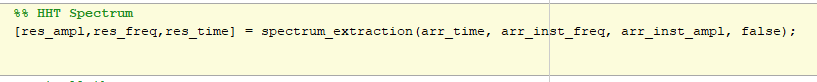 %% HHT Spectrum
[res_ampl,res_freq,res_time] = spectrum_extraction(arr_time, arr_inst_freq, arr_inst_ampl, false);